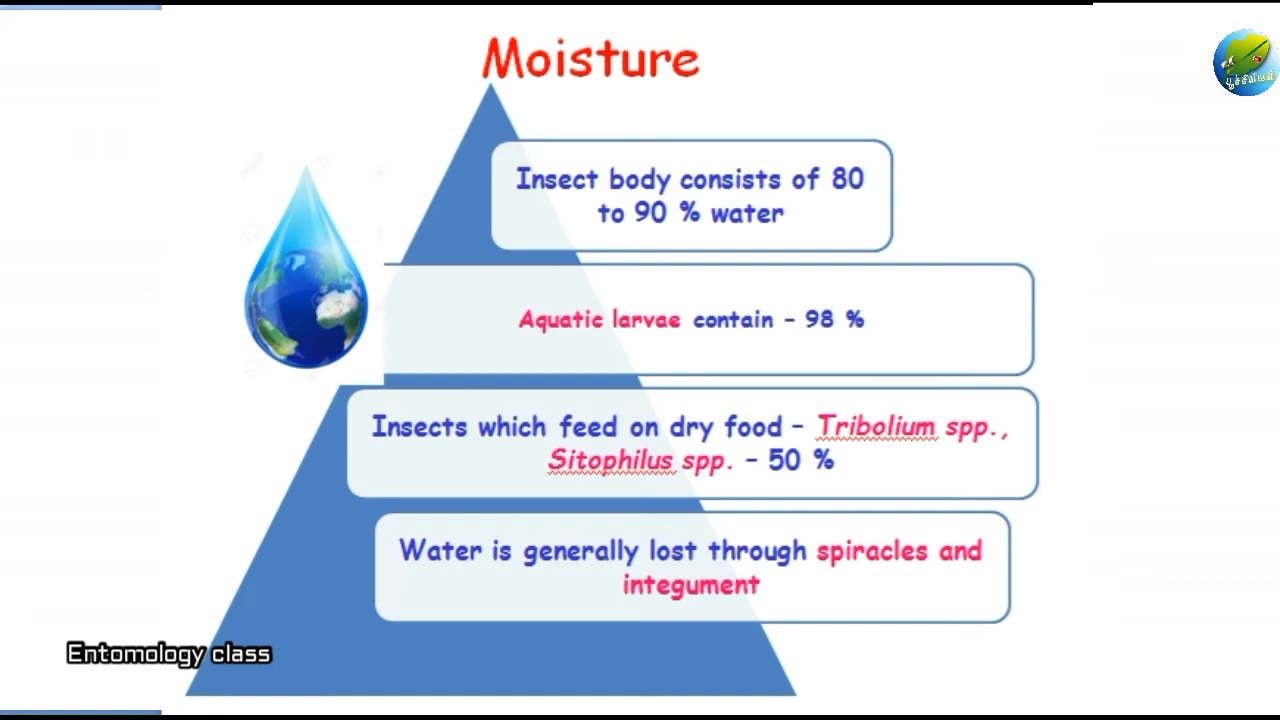 Moisture
பூச்சியியல்
Insect body consists of 80
to 90 % water
Aquatic larvae contain – 98 %
Insects which feed on dry food – Tribolium spp.,
Sitophilus spp. – 50 %
Water is generally lost through spiracles and
integument
Entomology class